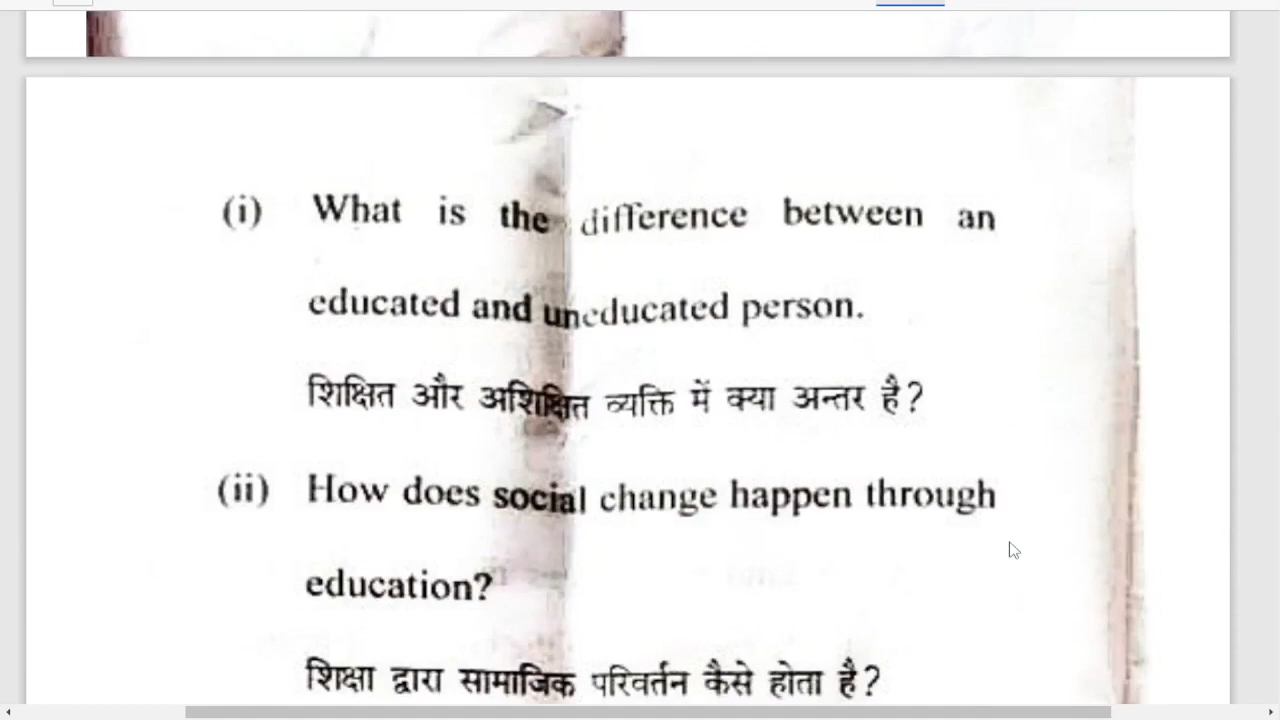 (i) What is the difference between an
educated and uneducated person.
शिक्षित और अशिक्षित व्यक्ति में क्या अन्तर है?
(ii) How does social change happen through
education?
शिक्षा द्वारा सामाजिक परिवर्तन कैसे होता है?